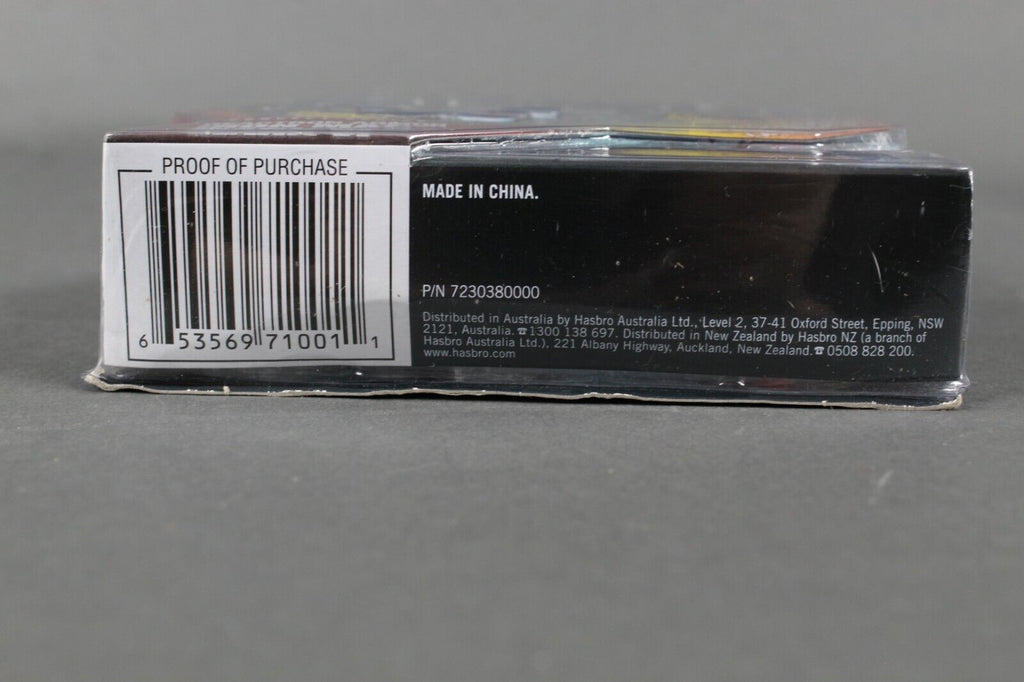 PROOF OF PURCHASE
6 53569 71001 1
MADE IN CHINA.
P/N 7230380000
Distributed in Australia by Hasbro Australia Ltd., Level 2, 37-41 Oxford Street, Epping, NSW
2121, Australia. ☎1300 138 697. Distributed in New Zealand by Hasbro NZ (a branch of
Hasbro Australia Ltd.), 221 Albany Highway, Auckland, New Zealand.☎ 0508 828 200.
www.hasbro.com